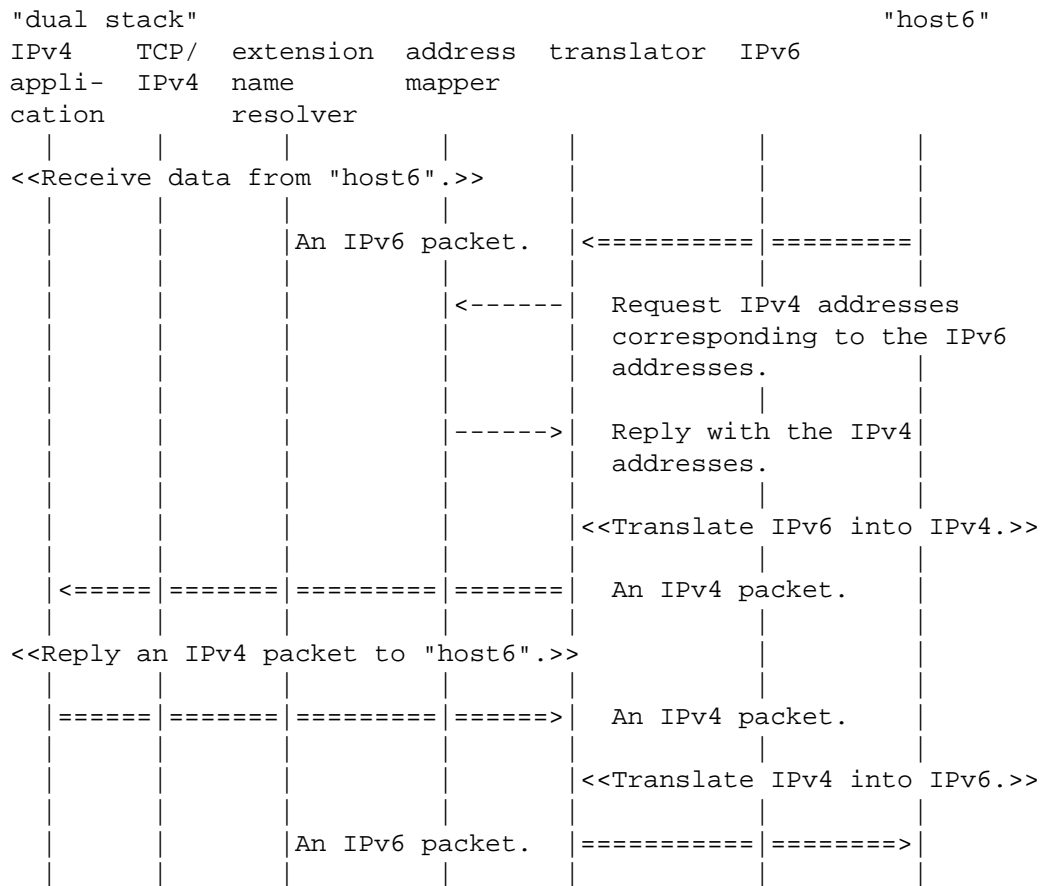 "dual stack" "host6"
IPv4 TCP/ extension address translator IPv6
appli- IPv4 name mapper
cation resolver
<<Receive data from "host6".>>
An IPv6 packet. <==========|=========|
<------| Request IPv4 addresses
corresponding to the IPv6
addresses.
|------>| Reply with the IPv4
addresses.
<<Translate IPv6 into IPv4.>>
<=====|=======|=========|=======| An IPv4 packet.
<<Reply an IPv4 packet to "host6".>>
|======|=======|=========|======>| An IPv4 packet.
<<Translate IPv4 into IPv6.>>
An IPv6 packet. |===========|========>|